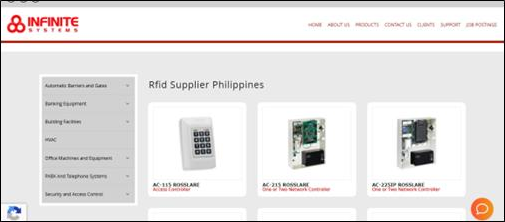 INFINITE
SYSTEMS
HOME ABOUT US PRODUCTS CONTACT US CLIENTS SUPPORT JOB POSTINGS
Automatic Barriers and Gates
Banking Equipment
Building Facilities
HVAC
Office Machines and Equipment
PABX And Telephone Systems
Security and Access Control
Rfid Supplier Philippines
AC-115 ROSSLARE
Access Controller
AC-215 ROSSLARE
One or Two Network Controller
AC-225IP ROSSLARE
One or Two Network Controller